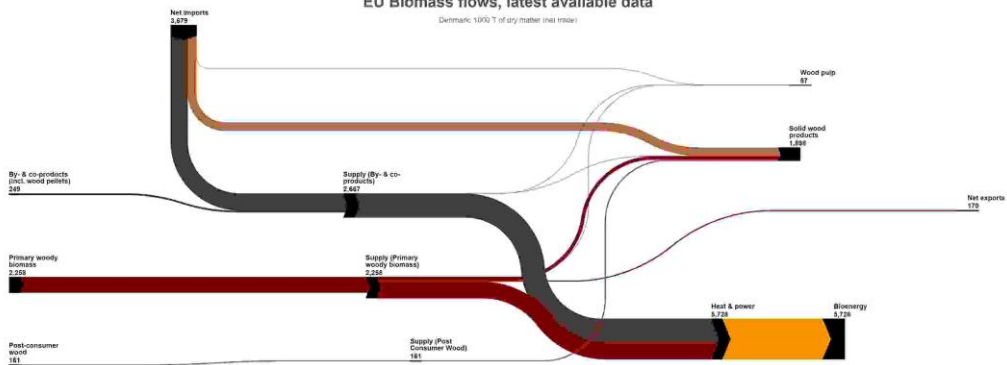 EU Biomass flows, latest available data
Denmark: 1000 T of dry matter (net trade)
Net imports
3,679
Wood pulp
57
Solid wood
products
By- & co-products
(incl. wood pellets)
249
Supply (By- & co-
products)
2,667
Net exports
170
Primary woody
biomass
2,258
Supply (Primary
woody biomass)
2,258
Heat & power
5,728
Bioenergy
5,728
Post-consumer
wood
161
Supply (Post
Consumer Wood)
161